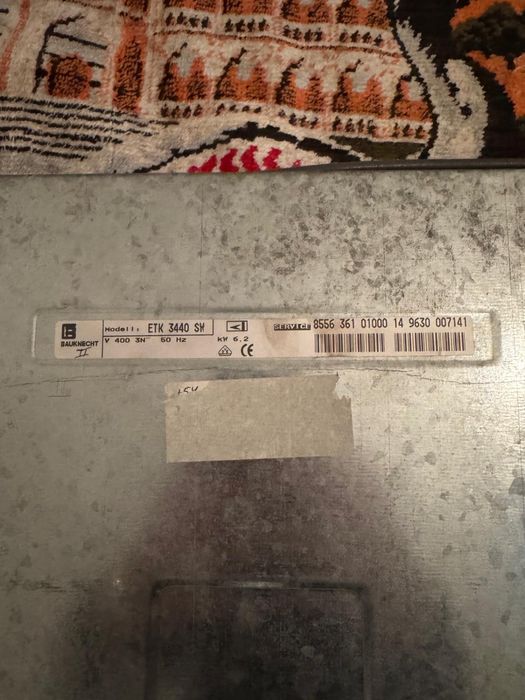 Modell: ETK 3440 SW
SERVICE 8556 361 01000 14 9630 007141
BAUKNECHT
V 400 3N 50 Hz kW 6.2
II
CE